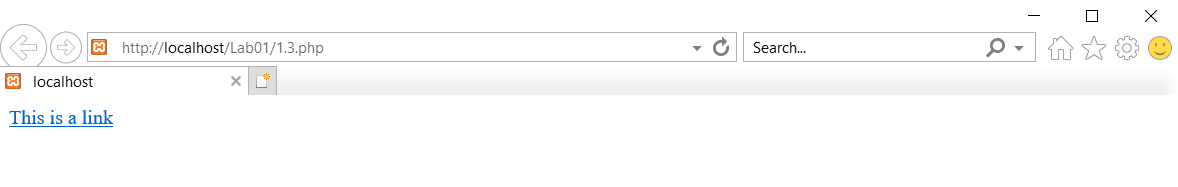 http://localhost/Lab01/1.3.php
Search...
localhost
This is a link